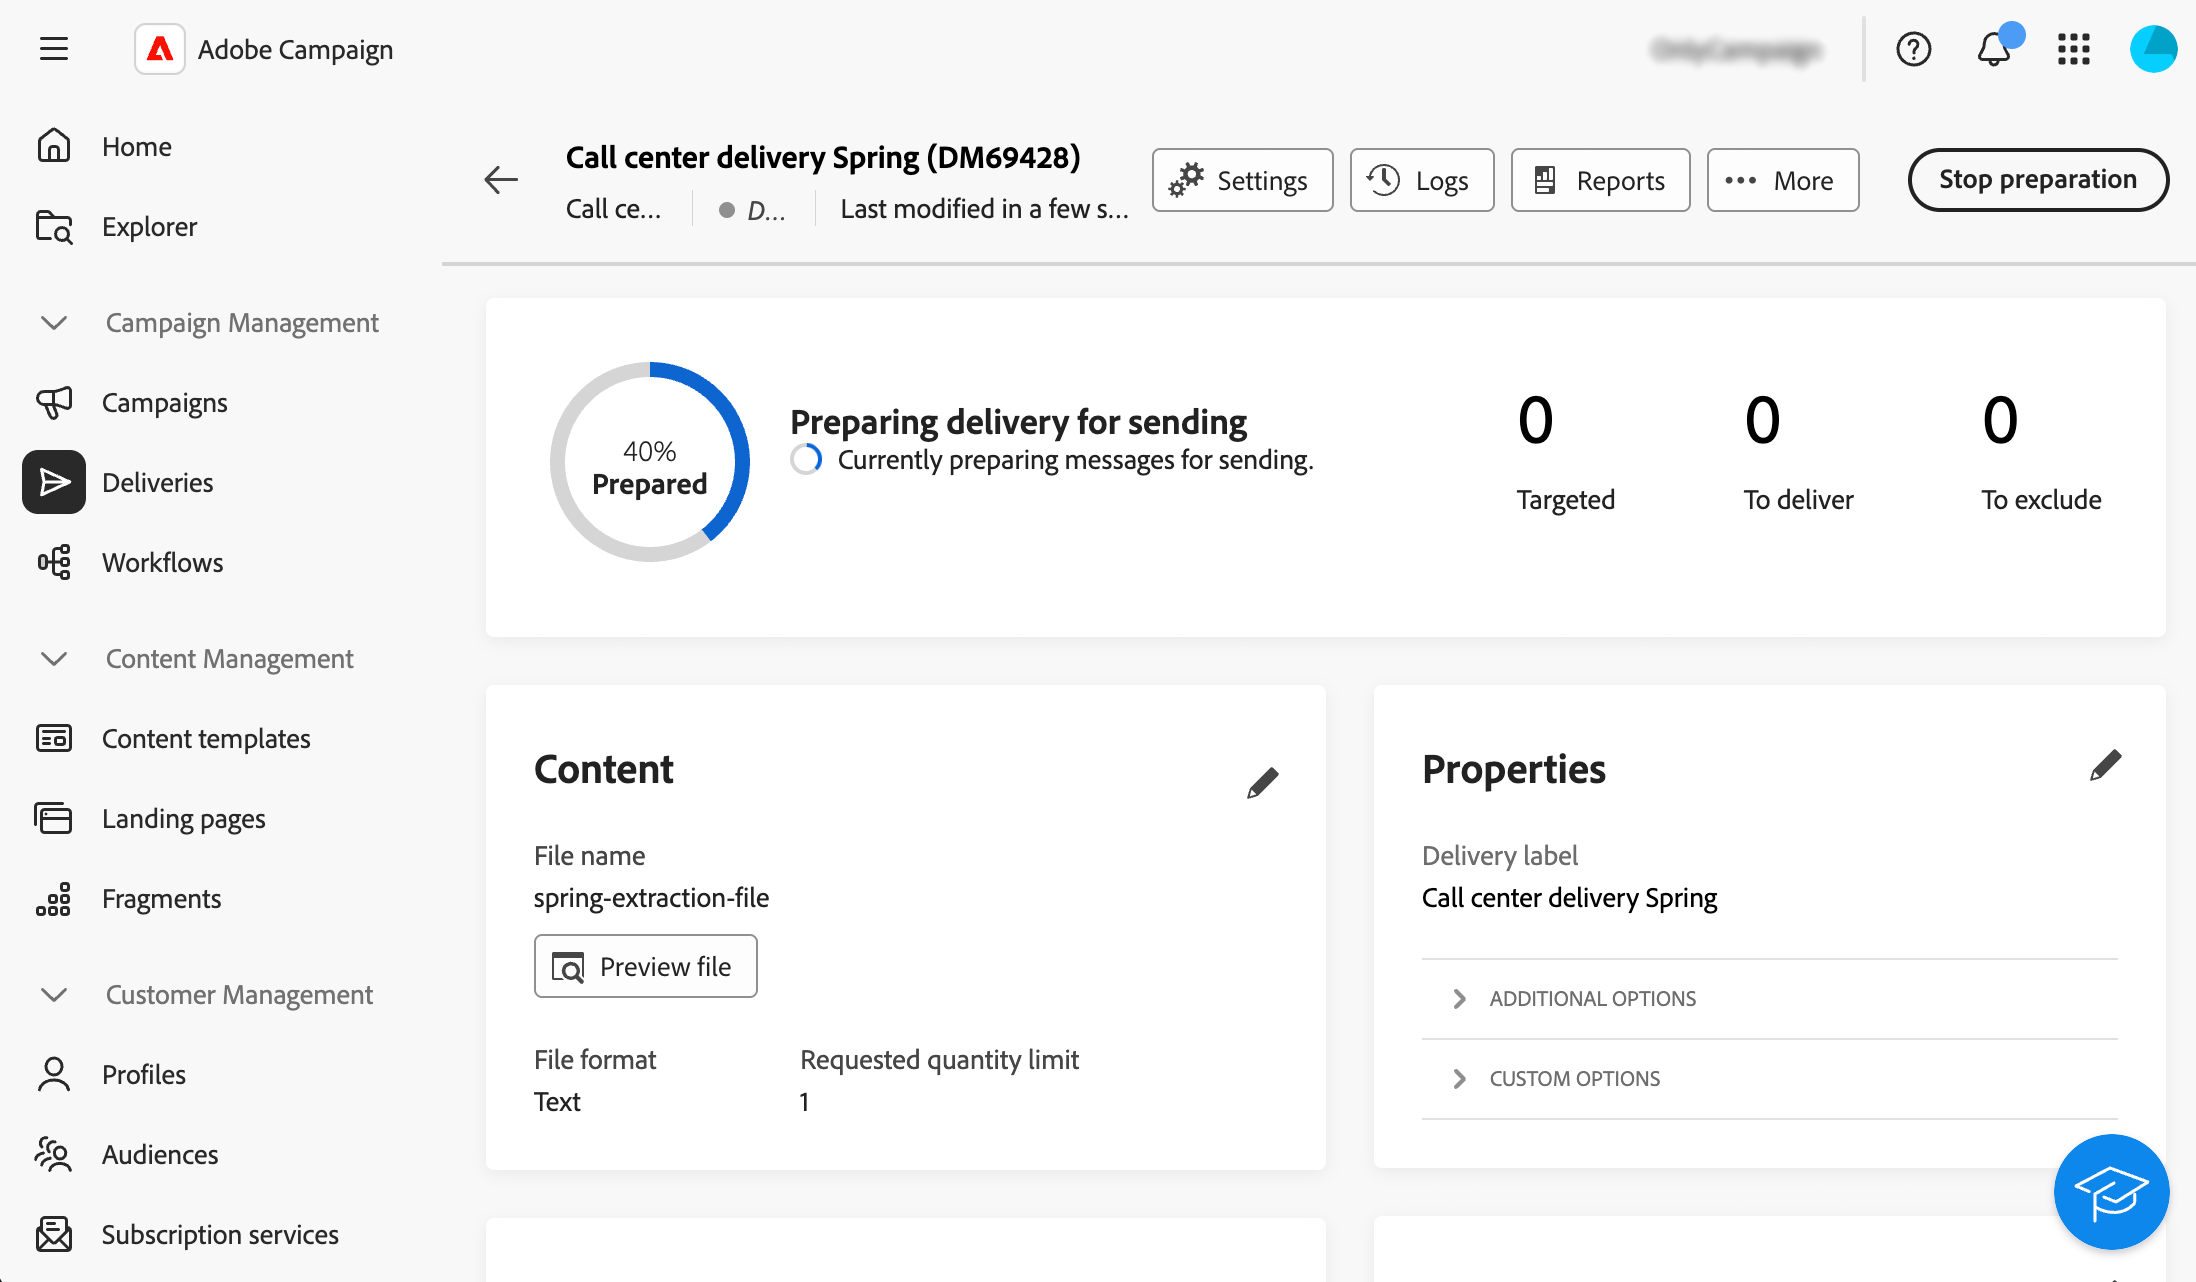 Adobe Campaign
Home
Explorer
Campaign Management
Campaigns
Deliveries
Workflows
Content Management
Content templates
Landing pages
Fragments
Customer Management
Profiles
Audiences
Subscription services
Call center delivery Spring (DM69428)
Call ce... D... Last modified in a few s...
Settings
Logs
Reports
More
Stop preparation
40%
Prepared
Preparing delivery for sending
Currently preparing messages for sending.
0 0 0
Targeted To deliver To exclude
Content
File name
spring-extraction-file
Preview file
File format Requested quantity limit
Text 1
Properties
Delivery label
Call center delivery Spring
ADDITIONAL OPTIONS
CUSTOM OPTIONS